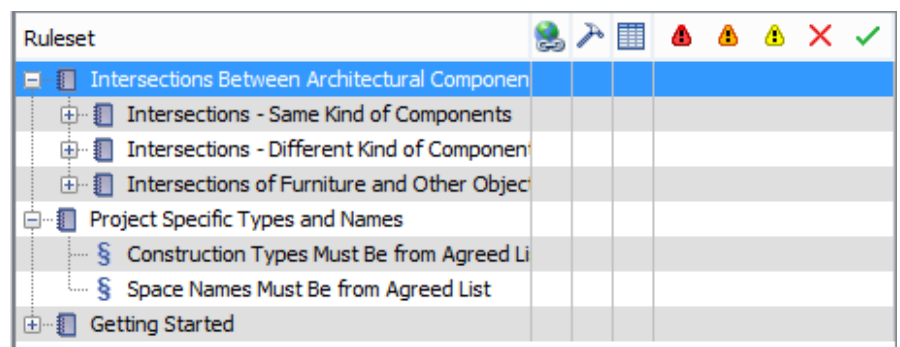 Ruleset
Intersections Between Architectural Componen
Intersections - Same Kind of Components
Intersections - Different Kind of Component
Intersections of Furniture and Other Objec
Project Specific Types and Names
§ Construction Types Must Be from Agreed Li
§ Space Names Must Be from Agreed List
Getting Started